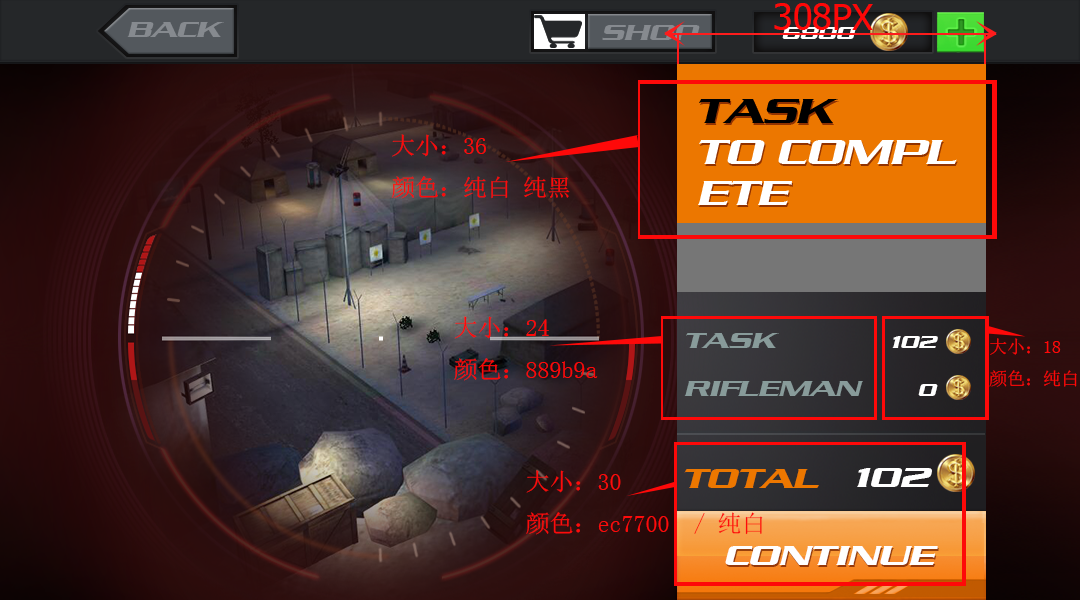 BACK
SHOP
6800
308PX
TASK
TO COMPL
ETE
大小：36
颜色：纯白 纯黑
TASK
102
RIFLEMAN
0
大小：24
颜色：889b9a
大小：18
颜色：纯白
TOTAL
102
大小：30
颜色：ec7700 / 纯白
CONTINUE